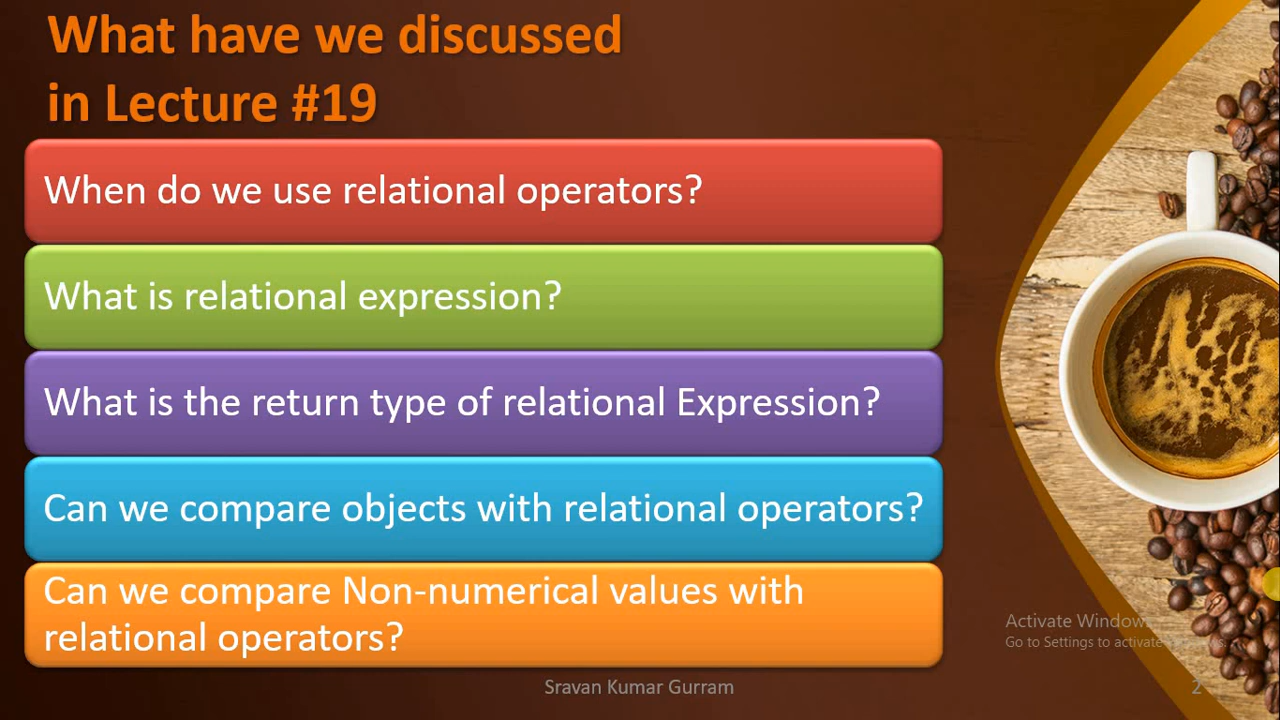 What have we discussed
in Lecture #19
When do we use relational operators?
What is relational expression?
What is the return type of relational Expression?
Can we compare objects with relational operators?
Can we compare Non-numerical values with
relational operators?
Activate Windows
Go to Settings to activate Windows.
Sravan Kumar Gurram
2